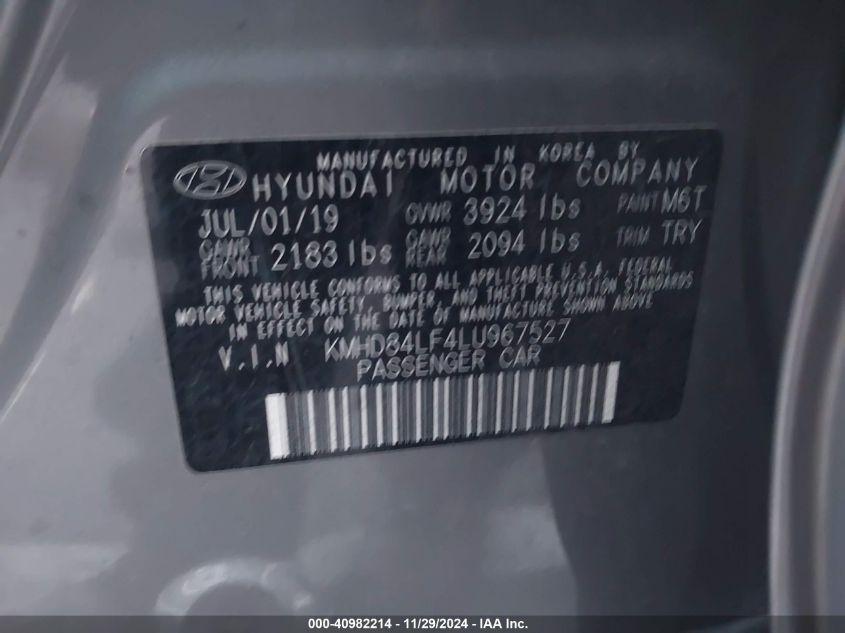 MANUFACTURED IN KOREA BY
HYUNDAI MOTOR COMPANY
JUL/01/19 GVWR 3924 lbs PAINT M6T
GAWR FRONT 2183 lbs GAWR REAR 2094 lbs TRIM TRY
THIS VEHICLE CONFORMS TO ALL APPLICABLE U.S.A. FEDERAL
MOTOR VEHICLE SAFETY, BUMPER, AND THEFT PREVENTION STANDARDS
IN EFFECT ON THE DATE OF MANUFACTURE SHOWN ABOVE
V.I.N KMHD84LF4LU967527
PASSENGER CAR
000-40982214 - 11/29/2024 - IAA Inc.